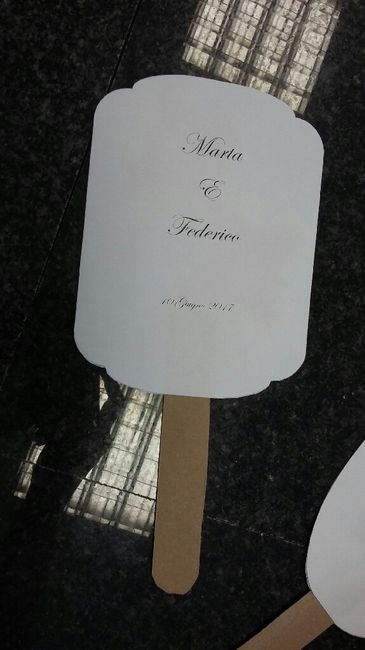 Marta
&
Federico
10 Giugno 2017